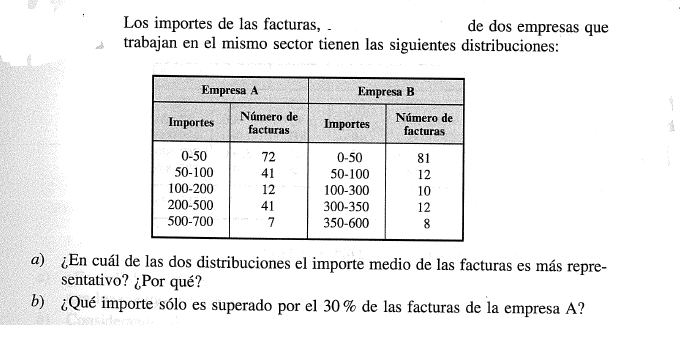 Los importes de las facturas, . de dos empresas que
trabajan en el mismo sector tienen las siguientes distribuciones:
Empresa A Empresa B
Importes Número de facturas Importes Número de facturas
0-50 72 0-50 81
50-100 41 50-100 12
100-200 12 100-300 10
200-500 41 300-350 12
500-700 7 350-600 8
a) ¿En cuál de las dos distribuciones el importe medio de las facturas es más repre-
sentativo? ¿Por qué?
b) ¿Qué importe sólo es superado por el 30 % de las facturas de la empresa A?